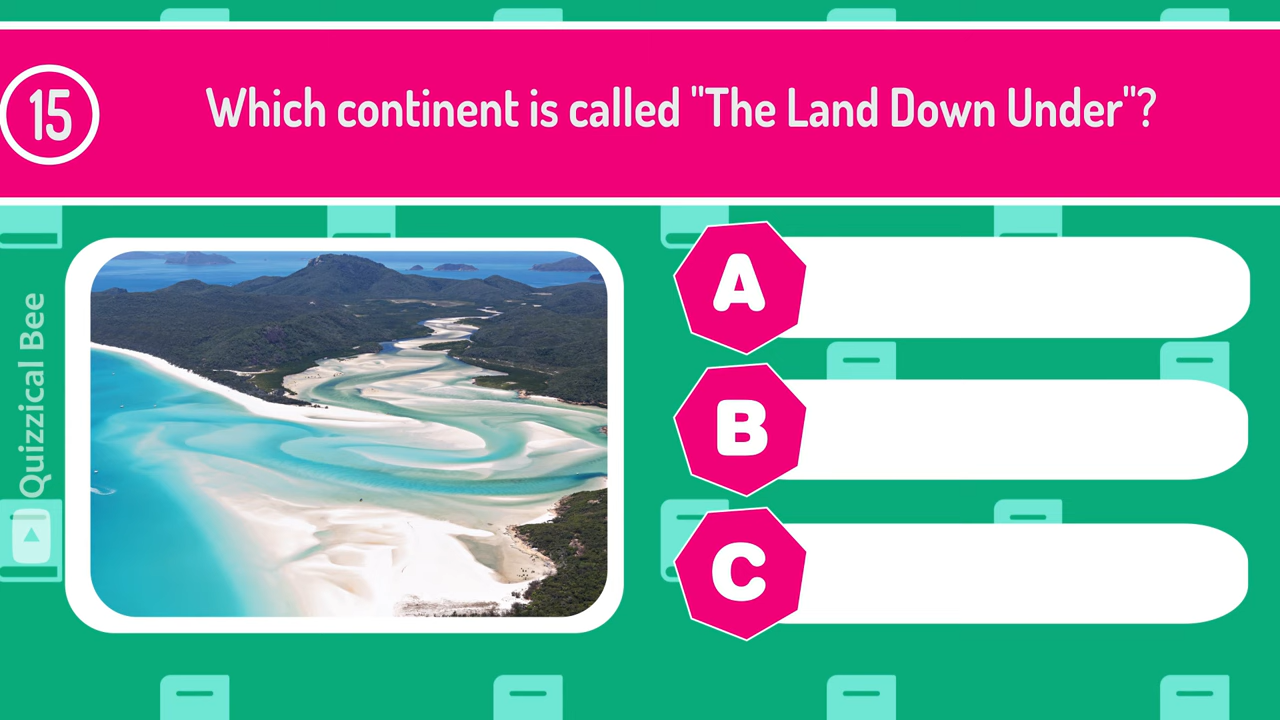 15
Which continent is called "The Land Down Under"?
Quizzical Bee
A
B
C